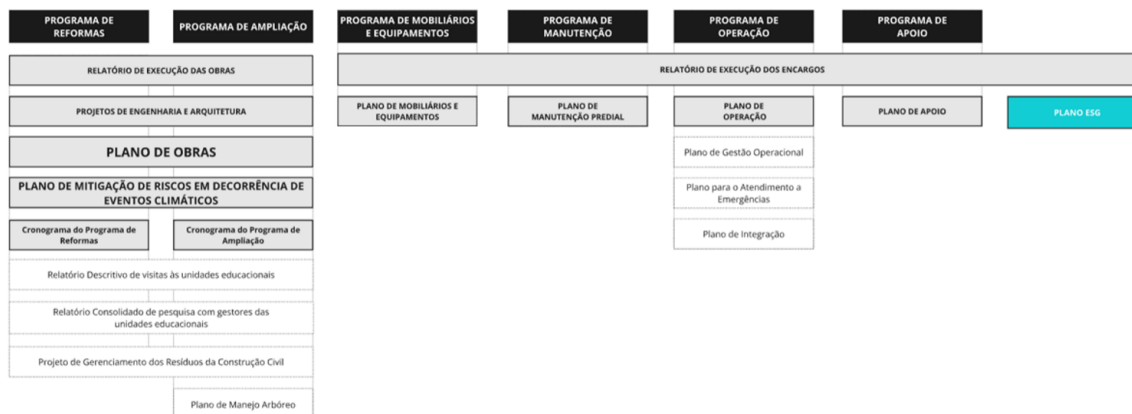 PROGRAMA DE
REFORMAS
PROGRAMA DE AMPLIAÇÃO
PROGRAMA DE MOBILIÁRIOS
E EQUIPAMENTOS
PROGRAMA DE
MANUTENÇÃO
PROGRAMA DE
OPERAÇÃO
PROGRAMA DE
APOIO
RELATÓRIO DE EXECUÇÃO DAS OBRAS
RELATÓRIO DE EXECUÇÃO DOS ENCARGOS
PROJETOS DE ENGENHARIA E ARQUITETURA
PLANO DE MOBILIÁRIOS E
EQUIPAMENTOS
PLANO DE
MANUTENÇÃO PREDIAL
PLANO DE
OPERAÇÃO
PLANO DE APOIO
PLANO ESG
PLANO DE OBRAS
Plano de Gestão Operacional
PLANO DE MITIGAÇÃO DE RISCOS EM DECORRÊNCIA DE
EVENTOS CLIMÁTICOS
Plano para o Atendimento a
Emergências
Cronograma do Programa de
Reformas
Cronograma do Programa de
Ampliação
Plano de Integração
Relatório Descritivo de visitas às unidades educacionais
Relatório Consolidado de pesquisa com gestores das
unidades educacionais
Projeto de Gerenciamento dos Resíduos da Construção Civil
Plano de Manejo Arbóreo